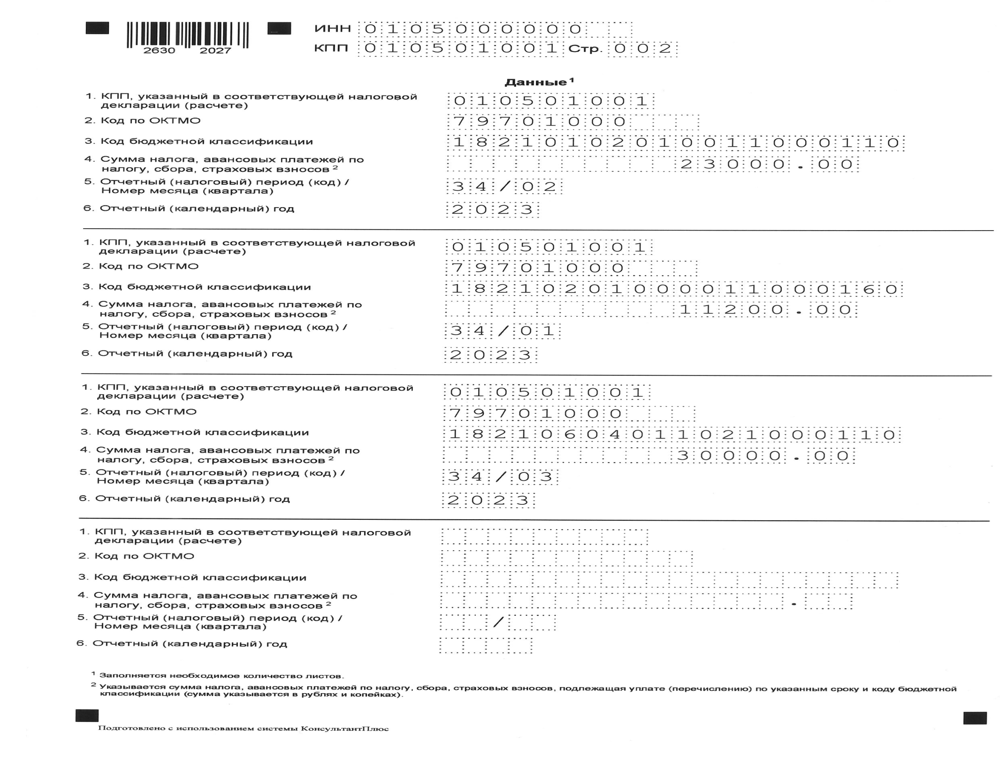 2630 2027
ИНН 0105000000
КПП 010501001 Стр. 002
Данные ¹
1. КПП, указанный в соответствующей налоговой
декларации (расчете) 010501001
2. Код по ОКТМО 79701000
3. Код бюджетной классификации 18210102010011000110
4. Сумма налога, авансовых платежей по
налогу, сбора, страховых взносов ² 23000.00
5. Отчетный (налоговый) период (код) /
Номер месяца (квартала) 34/02
6. Отчетный (календарный) год 2023
1. КПП, указанный в соответствующей налоговой
декларации (расчете) 010501001
2. Код по ОКТМО 79701000
3. Код бюджетной классификации 18210201000011000160
4. Сумма налога, авансовых платежей по
налогу, сбора, страховых взносов ² 11200.00
5. Отчетный (налоговый) период (код) /
Номер месяца (квартала) 34/01
6. Отчетный (календарный) год 2023
1. КПП, указанный в соответствующей налоговой
декларации (расчете) 010501001
2. Код по ОКТМО 79701000
3. Код бюджетной классификации 18210604011021000110
4. Сумма налога, авансовых платежей по
налогу, сбора, страховых взносов ² 30000.00
5. Отчетный (налоговый) период (код) /
Номер месяца (квартала) 34/03
6. Отчетный (календарный) год 2023
1. КПП, указанный в соответствующей налоговой
декларации (расчете)
2. Код по ОКТМО
3. Код бюджетной классификации
4. Сумма налога, авансовых платежей по
налогу, сбора, страховых взносов ² .
5. Отчетный (налоговый) период (код) /
Номер месяца (квартала) /
6. Отчетный (календарный) год
¹ Заполняется необходимое количество листов.
² Указывается сумма налога, авансовых платежей по налогу, сбора, страховых взносов, подлежащая уплате (перечислению) по указанным сроку и коду бюджетной
классификации (сумма указывается в рублях и копейках).
Подготовлено с использованием системы КонсультантПлюс